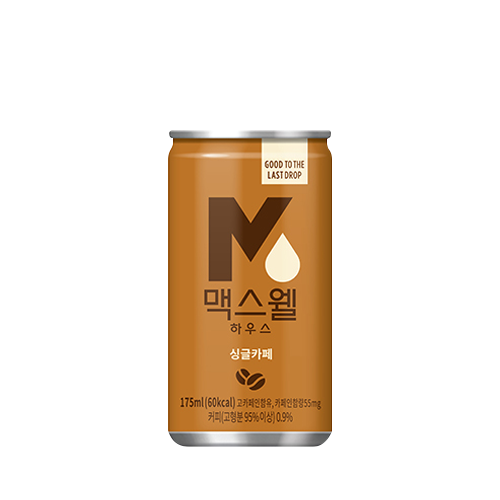 GOOD TO THE
LAST DROP
M
맥스웰
하우스
싱글카페
175ml(60kcal) 고카페인함유, 카페인함량55mg
커피(고형분 95% 이상) 0.9%